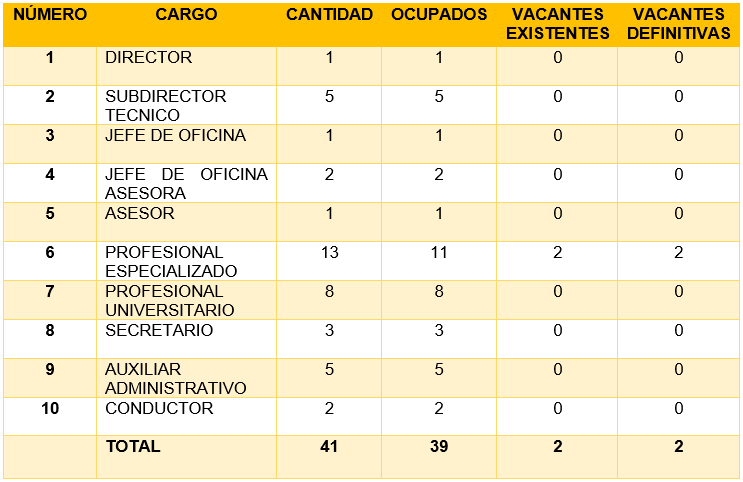 NÚMERO CARGO CANTIDAD OCUPADOS VACANTES EXISTENTES VACANTES DEFINITIVAS
1 DIRECTOR 1 1 0 0
2 SUBDIRECTOR TECNICO 5 5 0 0
3 JEFE DE OFICINA 1 1 0 0
4 JEFE DE OFICINA ASESORA 2 2 0 0
5 ASESOR 1 1 0 0
6 PROFESIONAL ESPECIALIZADO 13 11 2 2
7 PROFESIONAL UNIVERSITARIO 8 8 0 0
8 SECRETARIO 3 3 0 0
9 AUXILIAR ADMINISTRATIVO 5 5 0 0
10 CONDUCTOR 2 2 0 0
TOTAL 41 39 2 2